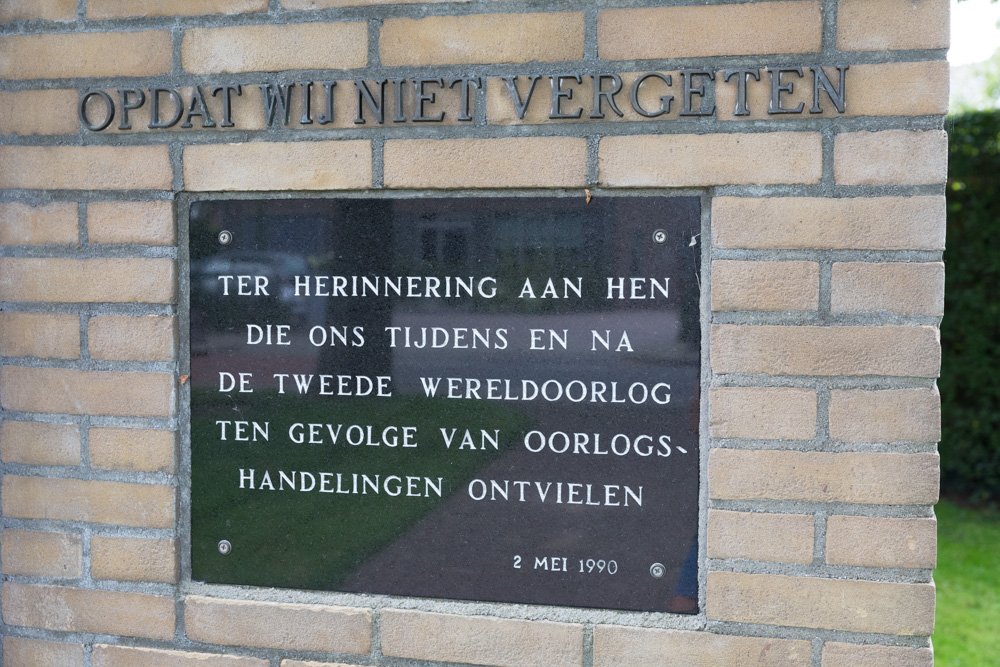 OPDAT WIJ NIET VERGETEN
TER HERINNERING AAN HEN
DIE ONS TIJDENS EN NA
DE TWEEDE WERELDOORLOG
TEN GEVOLGE VAN OORLOGS-
HANDELINGEN ONTVIELEN
2 MEI 1990